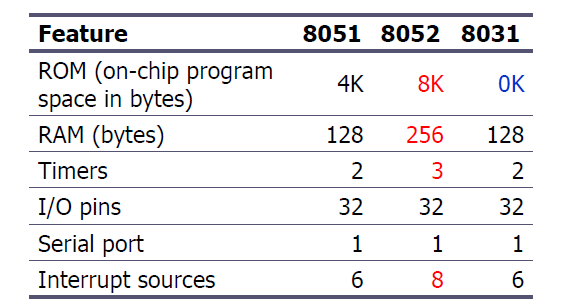 Feature 8051 8052 8031
ROM (on-chip program
space in bytes) 4K 8K 0K
RAM (bytes) 128 256 128
Timers 2 3 2
I/O pins 32 32 32
Serial port 1 1 1
Interrupt sources 6 8 6